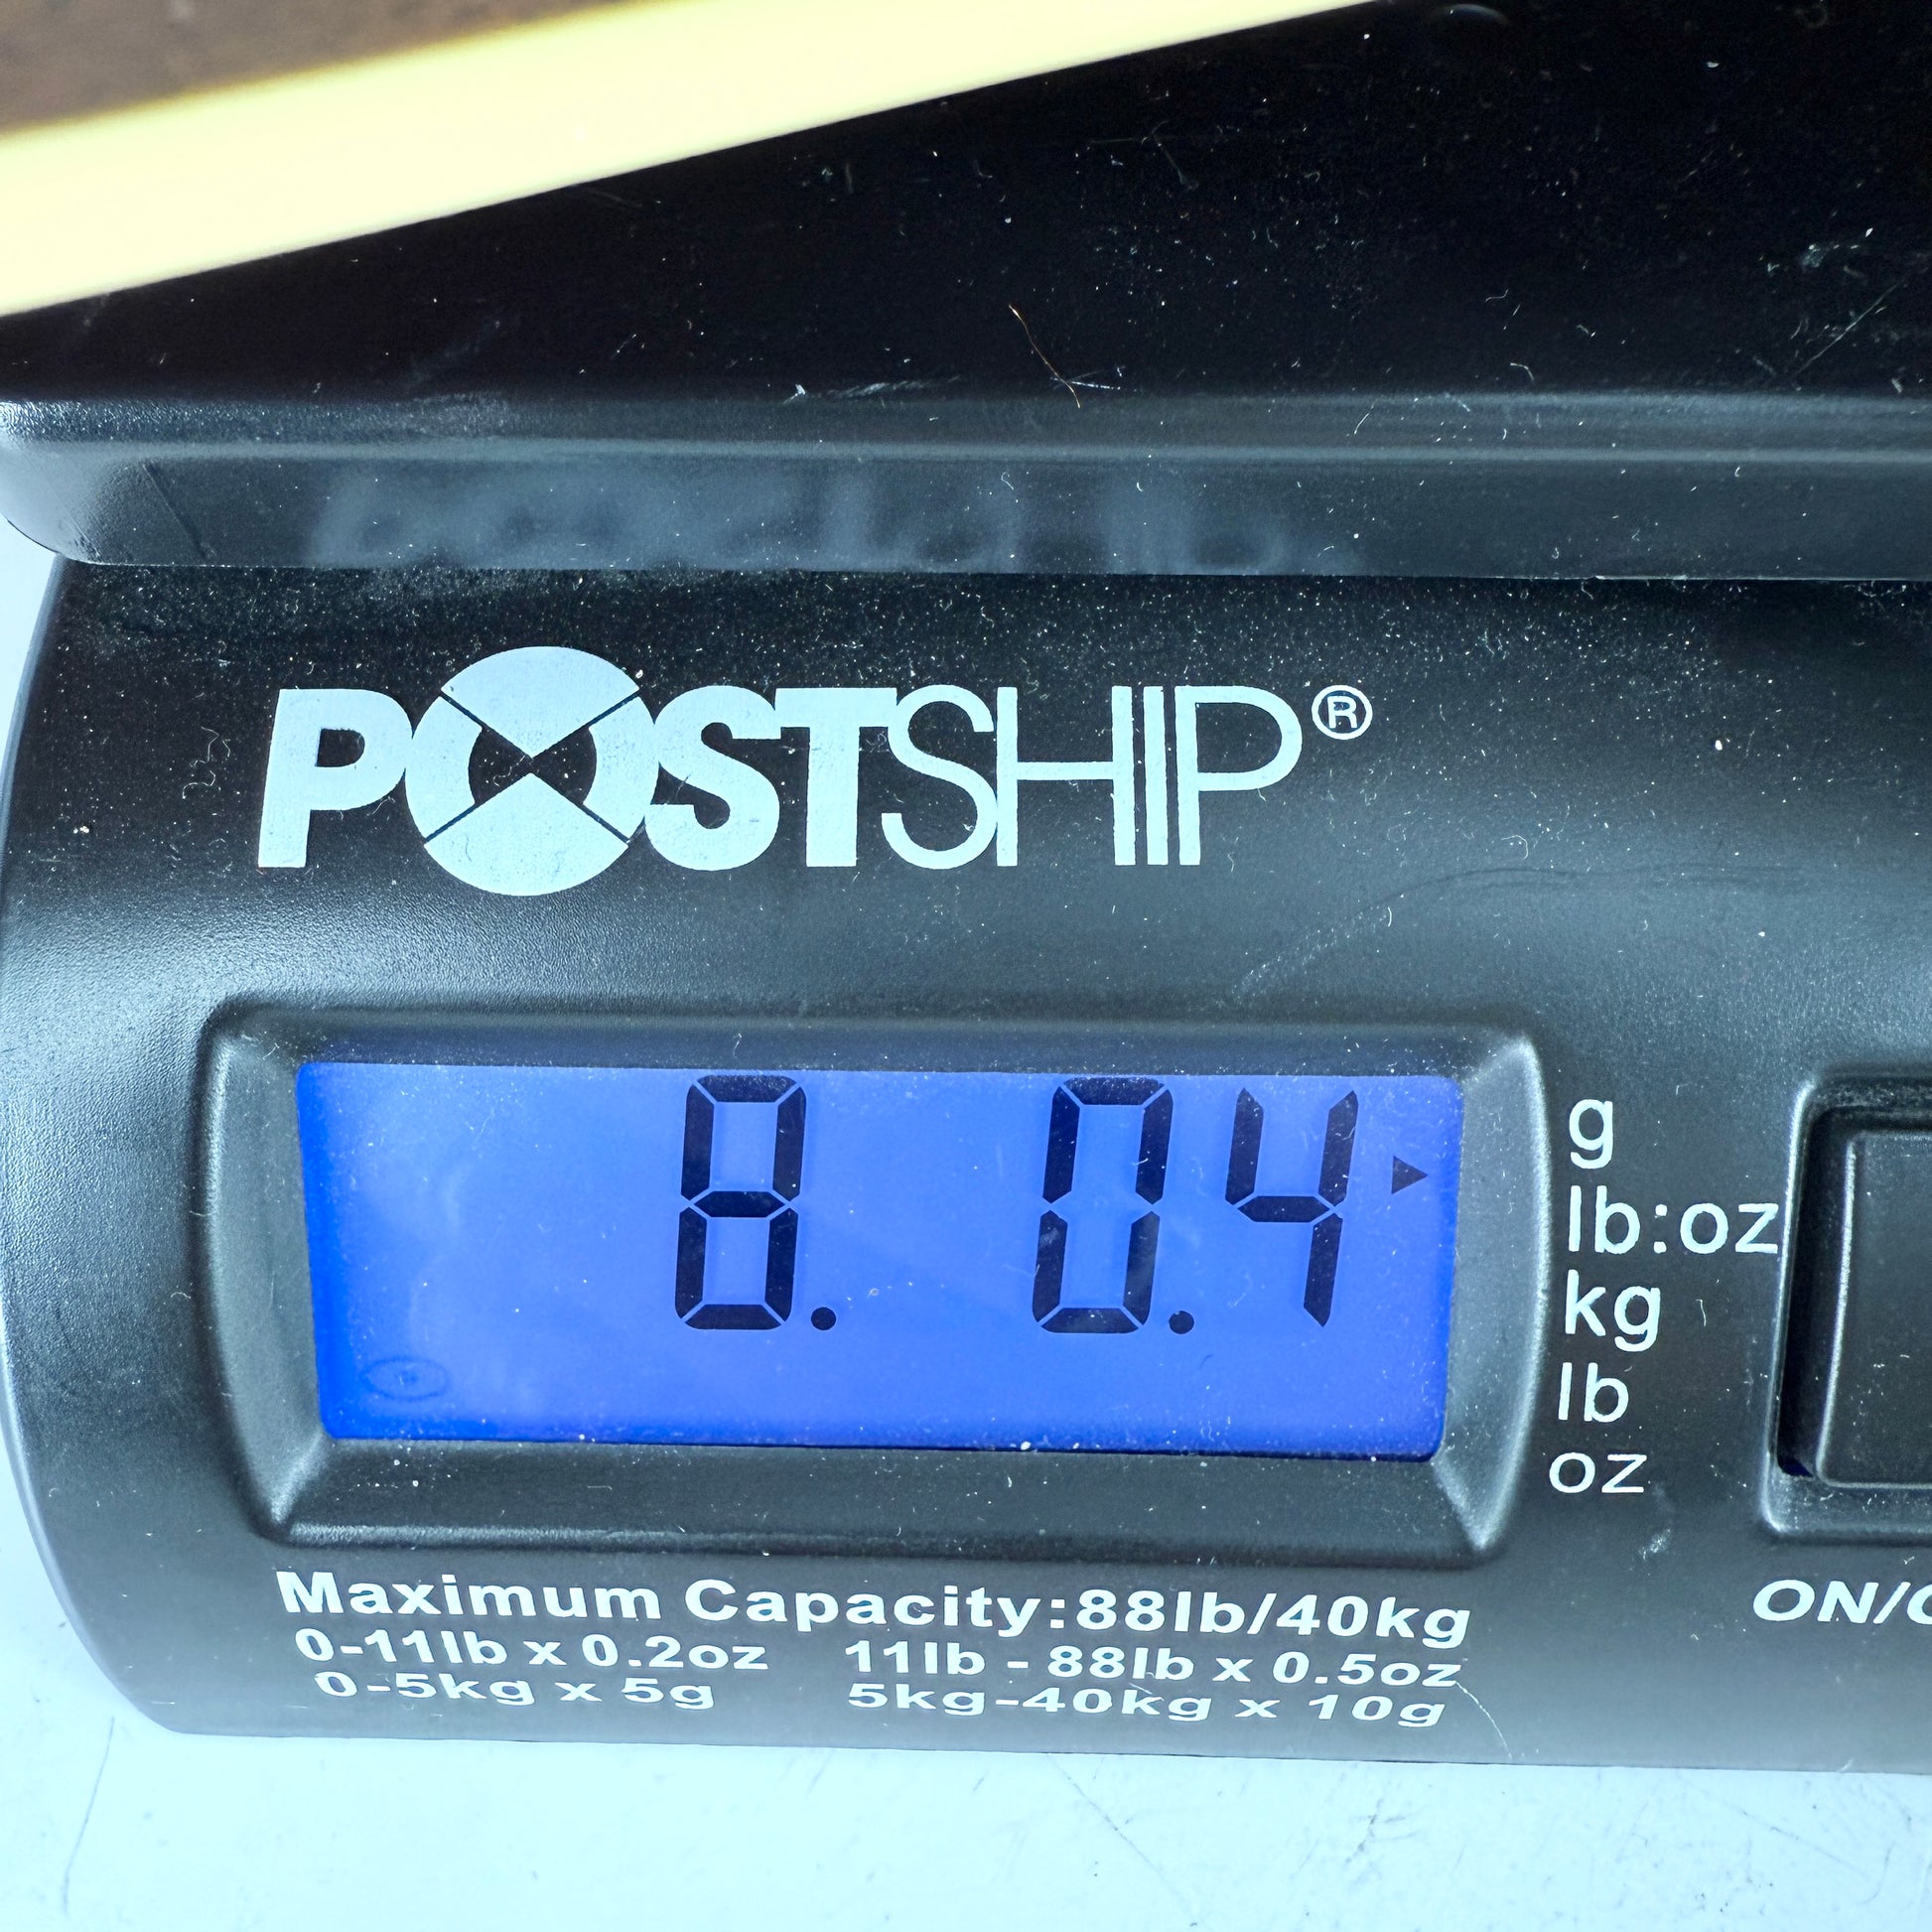 POSTSHIP®
8. 0.4
g
lb:oz
kg
lb
oz
Maximum Capacity:88lb/40kg
0-11lb x 0.2oz 11lb - 88lb x 0.5oz
0-5kg x 5g 5kg-40kg x 10g
ON/